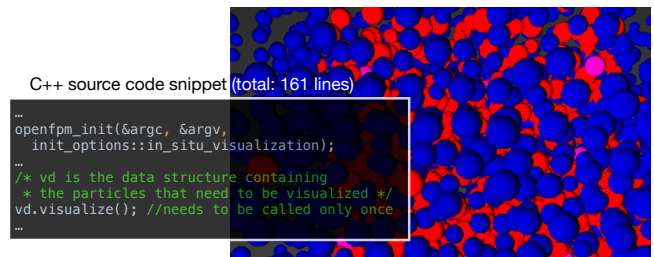 C++ source code snippet (total: 161 lines)
…
openfpm_init(&argc, &argv,
init_options::in_situ_visualization);
…
/* vd is the data structure containing
* the particles that need to be visualized */
vd.visualize(); //needs to be called only once
…